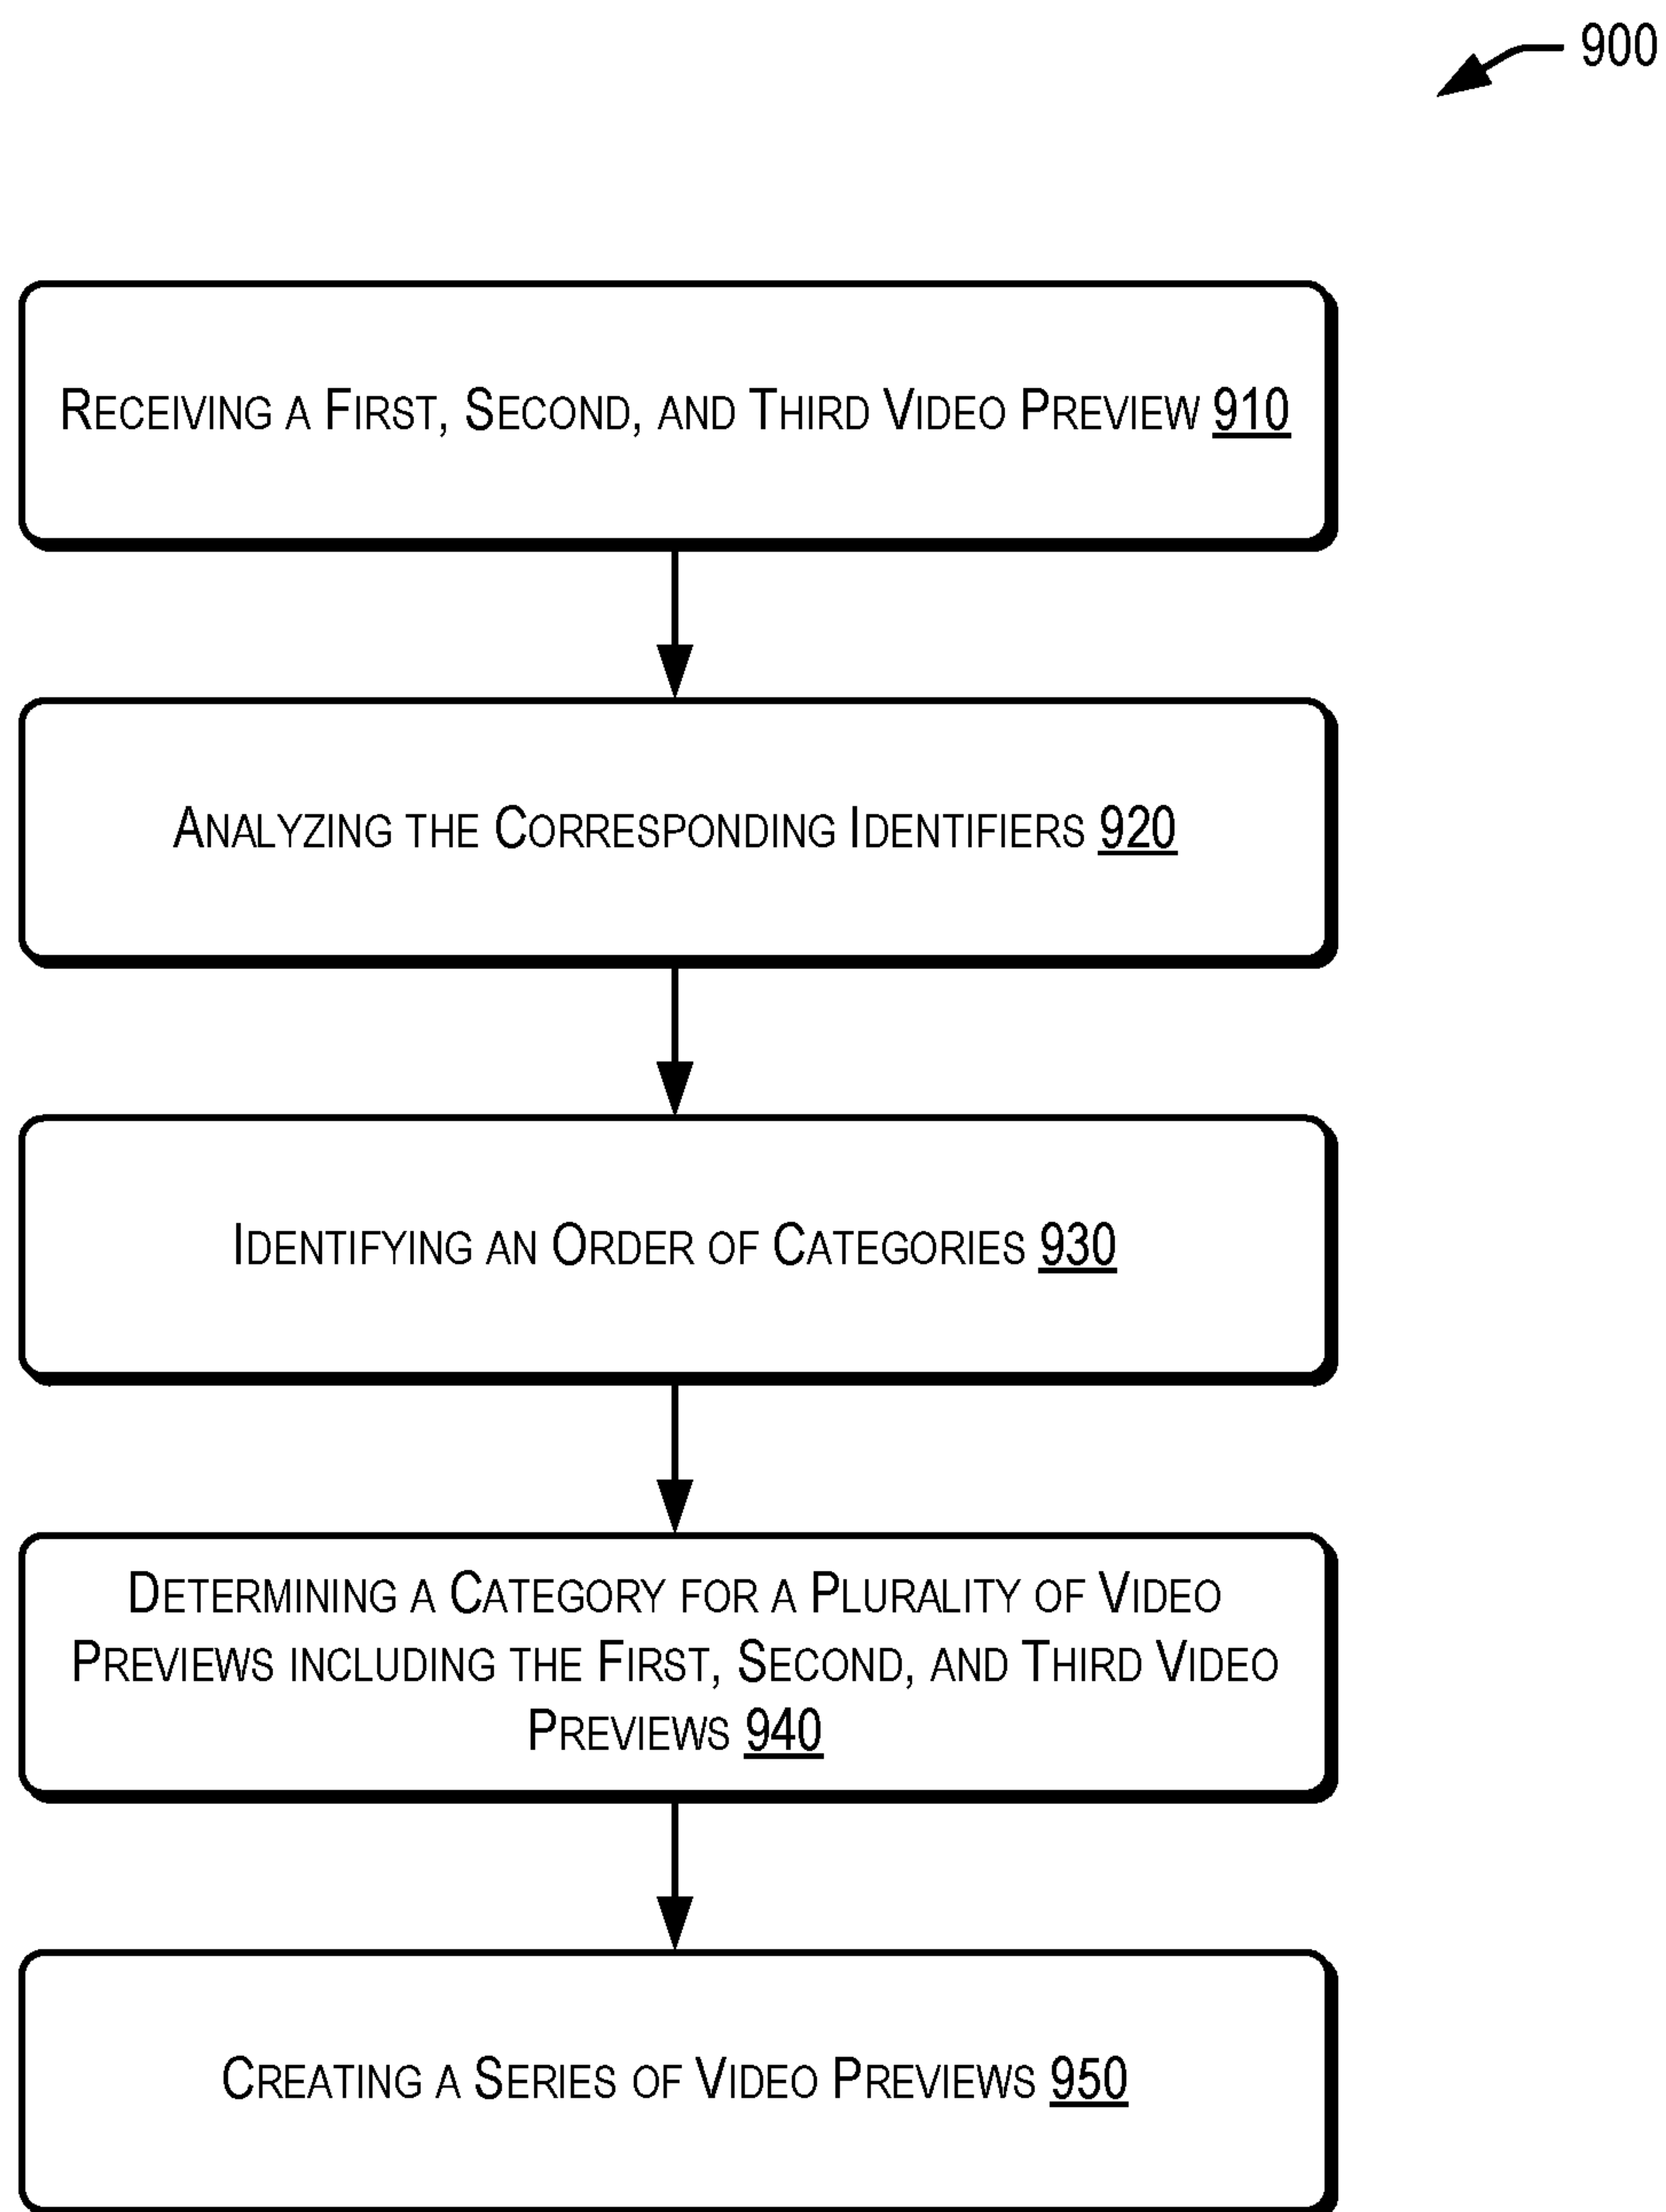 900
Receiving a First, Second, and Third Video Preview 910
Analyzing the Corresponding Identifiers 920
Identifying an Order of Categories 930
Determining a Category for a Plurality of Video
Previews including the First, Second, and Third Video
Previews 940
Creating a Series of Video Previews 950